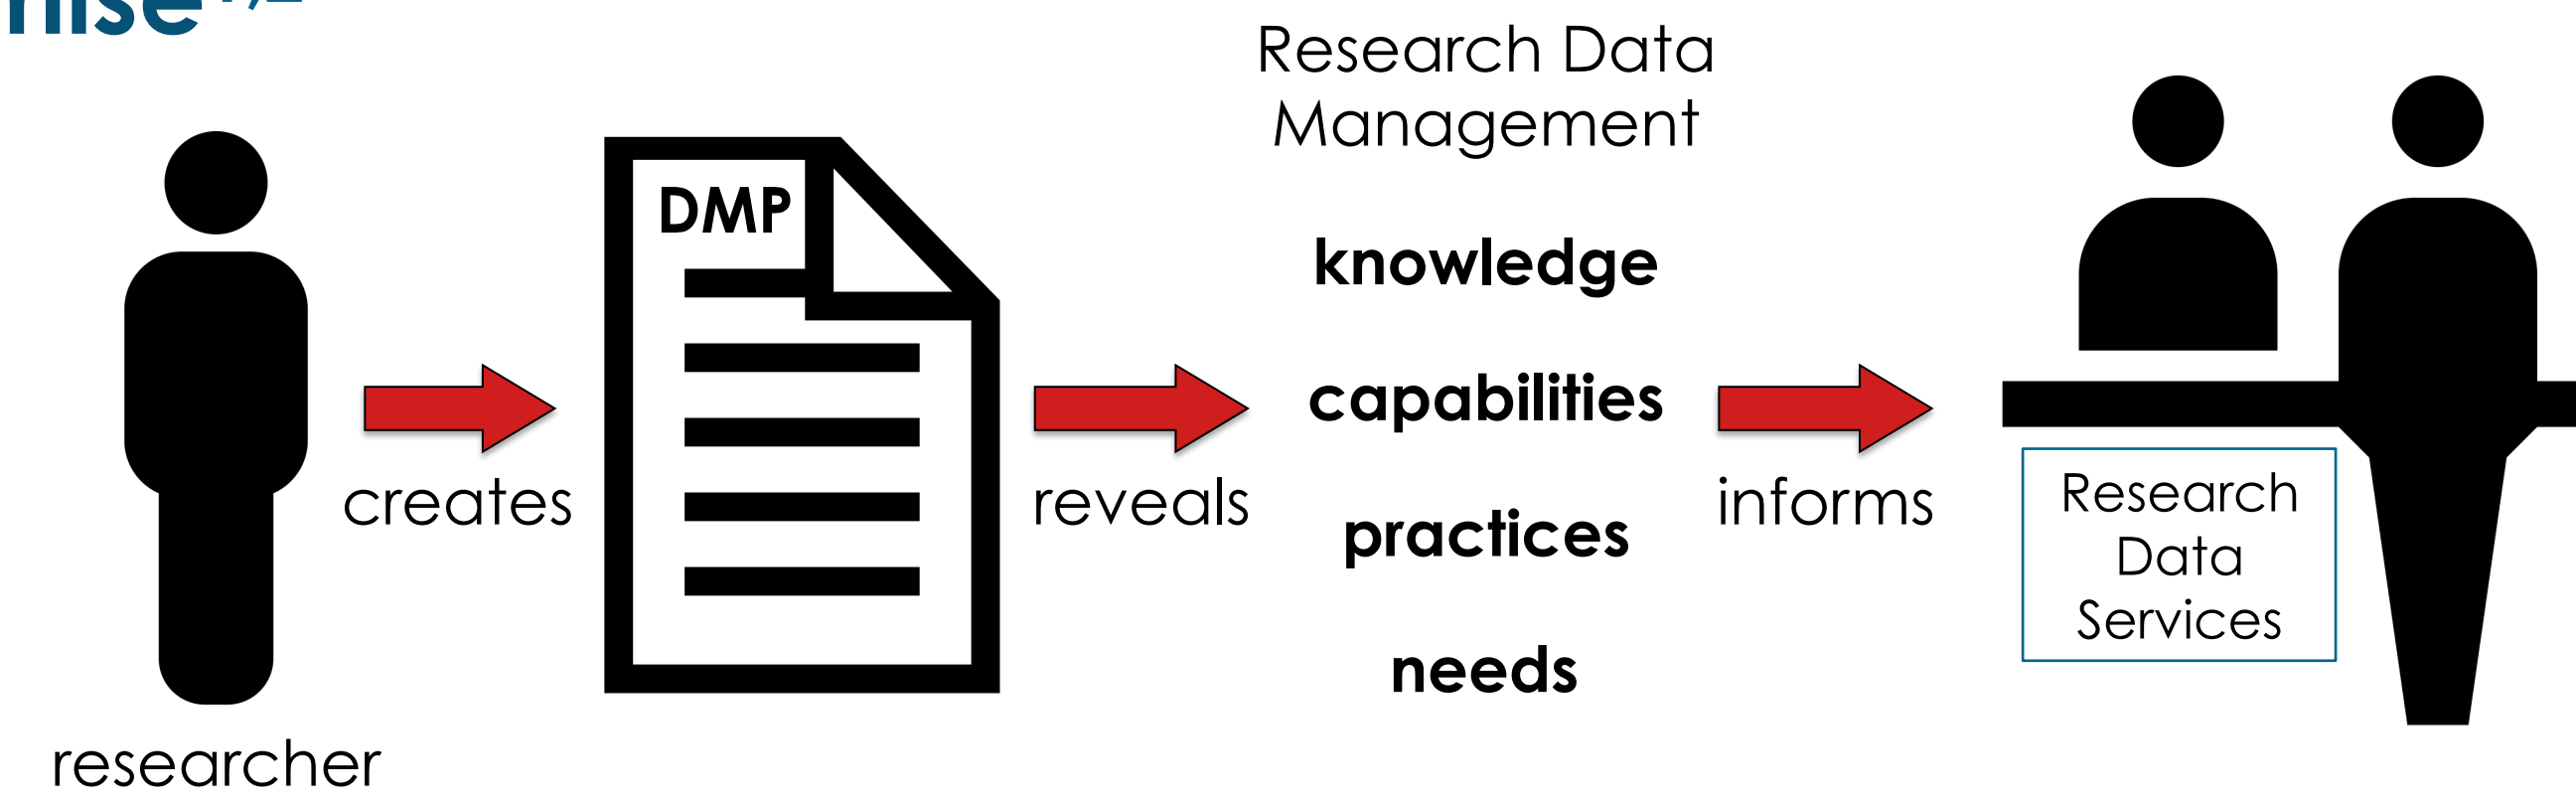 Research Data
Management
DMP
knowledge
capabilities
practices
needs
creates
reveals
informs
Research
Data
Services
researcher